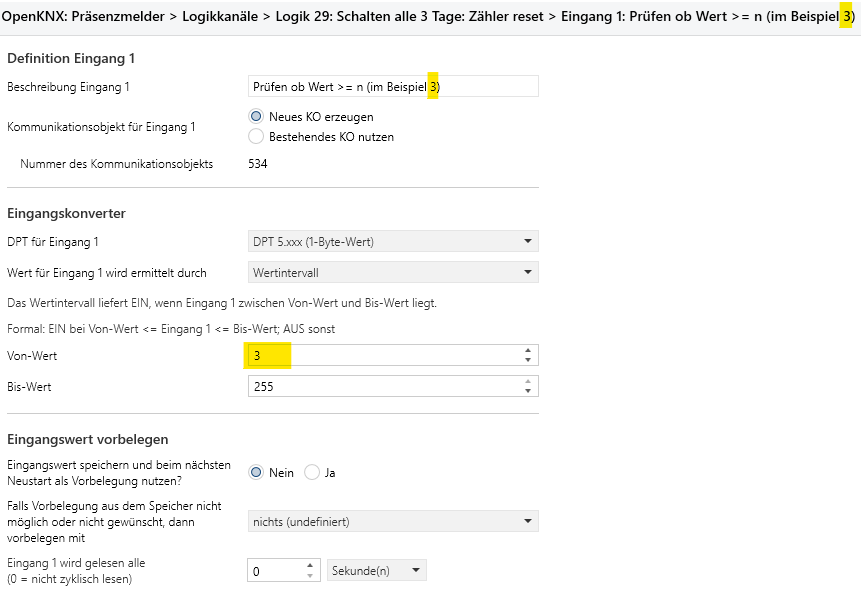 OpenKNX: Präsenzmelder > Logikkanäle > Logik 29: Schalten alle 3 Tage: Zähler reset > Eingang 1: Prüfen ob Wert >= n (im Beispiel 3)
Definition Eingang 1
Beschreibung Eingang 1 Prüfen ob Wert >= n (im Beispiel 3)
Kommunikationsobjekt für Eingang 1 Neues KO erzeugen
Bestehendes KO nutzen
Nummer des Kommunikationsobjekts 534
Eingangskonverter
DPT für Eingang 1 DPT 5.xxx (1-Byte-Wert)
Wert für Eingang 1 wird ermittelt durch Wertintervall
Das Wertintervall liefert EIN, wenn Eingang 1 zwischen Von-Wert und Bis-Wert liegt.
Formal: EIN bei Von-Wert <= Eingang 1 <= Bis-Wert; AUS sonst
Von-Wert 3
Bis-Wert 255
Eingangswert vorbelegen
Eingangswert speichern und beim nächsten
Neustart als Vorbelegung nutzen? Nein Ja
Falls Vorbelegung aus dem Speicher nicht
möglich oder nicht gewünscht, dann
vorbelegen mit nichts (undefiniert)
Eingang 1 wird gelesen alle
(0 = nicht zyklisch lesen) 0 Sekunde(n)